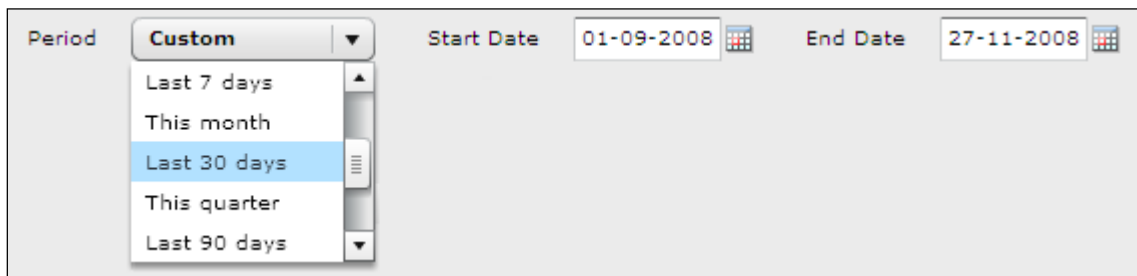 Period Custom Start Date 01-09-2008 End Date 27-11-2008
Last 7 days
This month
Last 30 days
This quarter
Last 90 days